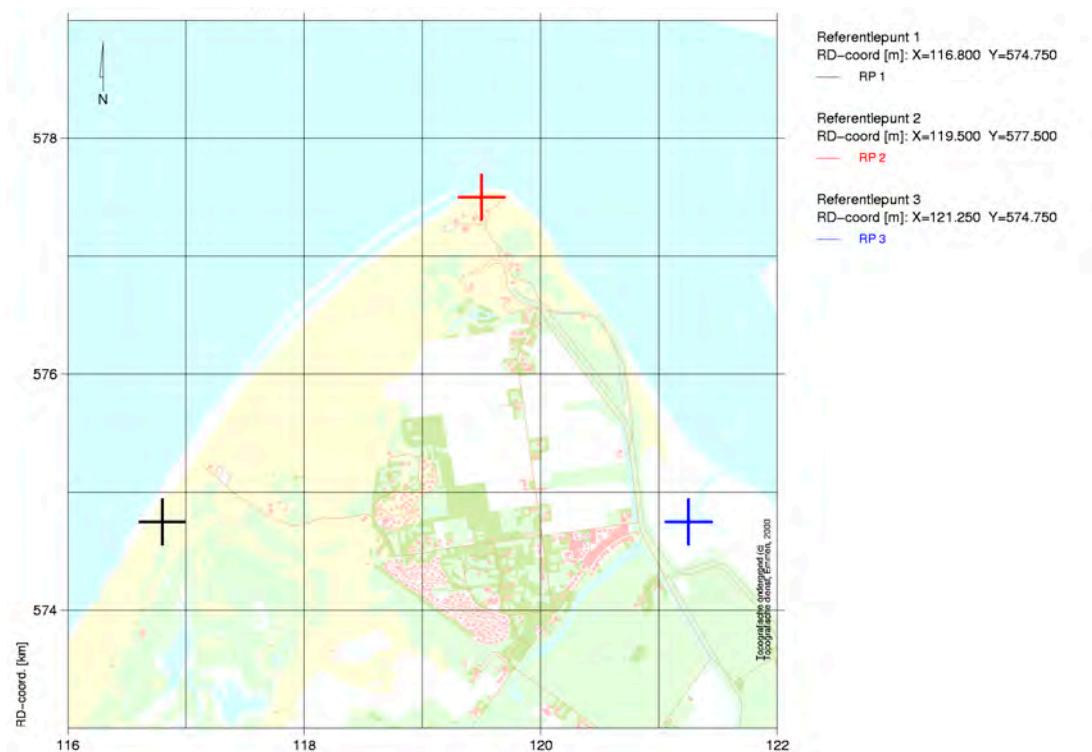 Referentiepunt 1
RD-coord [m]: X=116.800 Y=574.750
RP 1
Referentiepunt 2
RD-coord [m]: X=119.500 Y=577.500
RP 2
Referentiepunt 3
RD-coord [m]: X=121.250 Y=574.750
RP 3
N
578
576
574
RD-coord. [km]
116
118
120
122
Topografische ondergrond (c)
Topografische dienst, Emmen, 2000